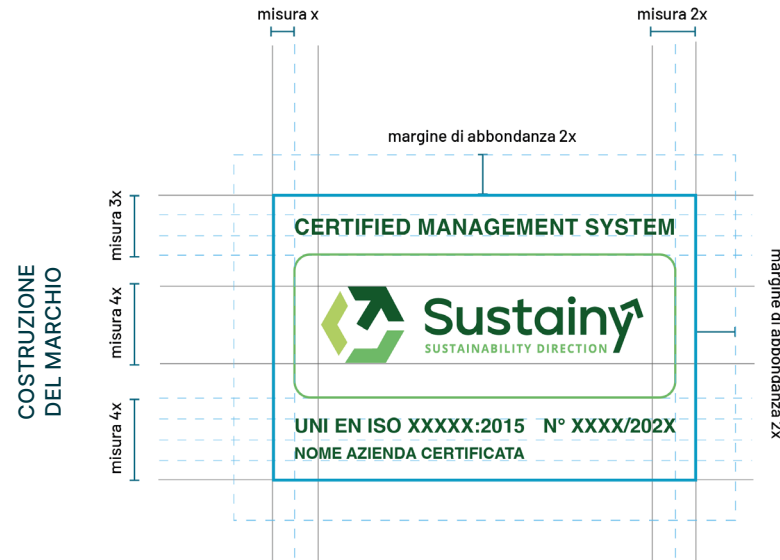 misura x
misura 2x
margine di abbondanza 2x
misura 3x
CERTIFIED MANAGEMENT SYSTEM
COSTRUZIONE
DEL MARCHIO
misura 4x
Sustainy
SUSTAINABILITY DIRECTION
margine di abbondanza 2x
misura 4x
UNI EN ISO XXXXX:2015 N° XXXX/202X
NOME AZIENDA CERTIFICATA